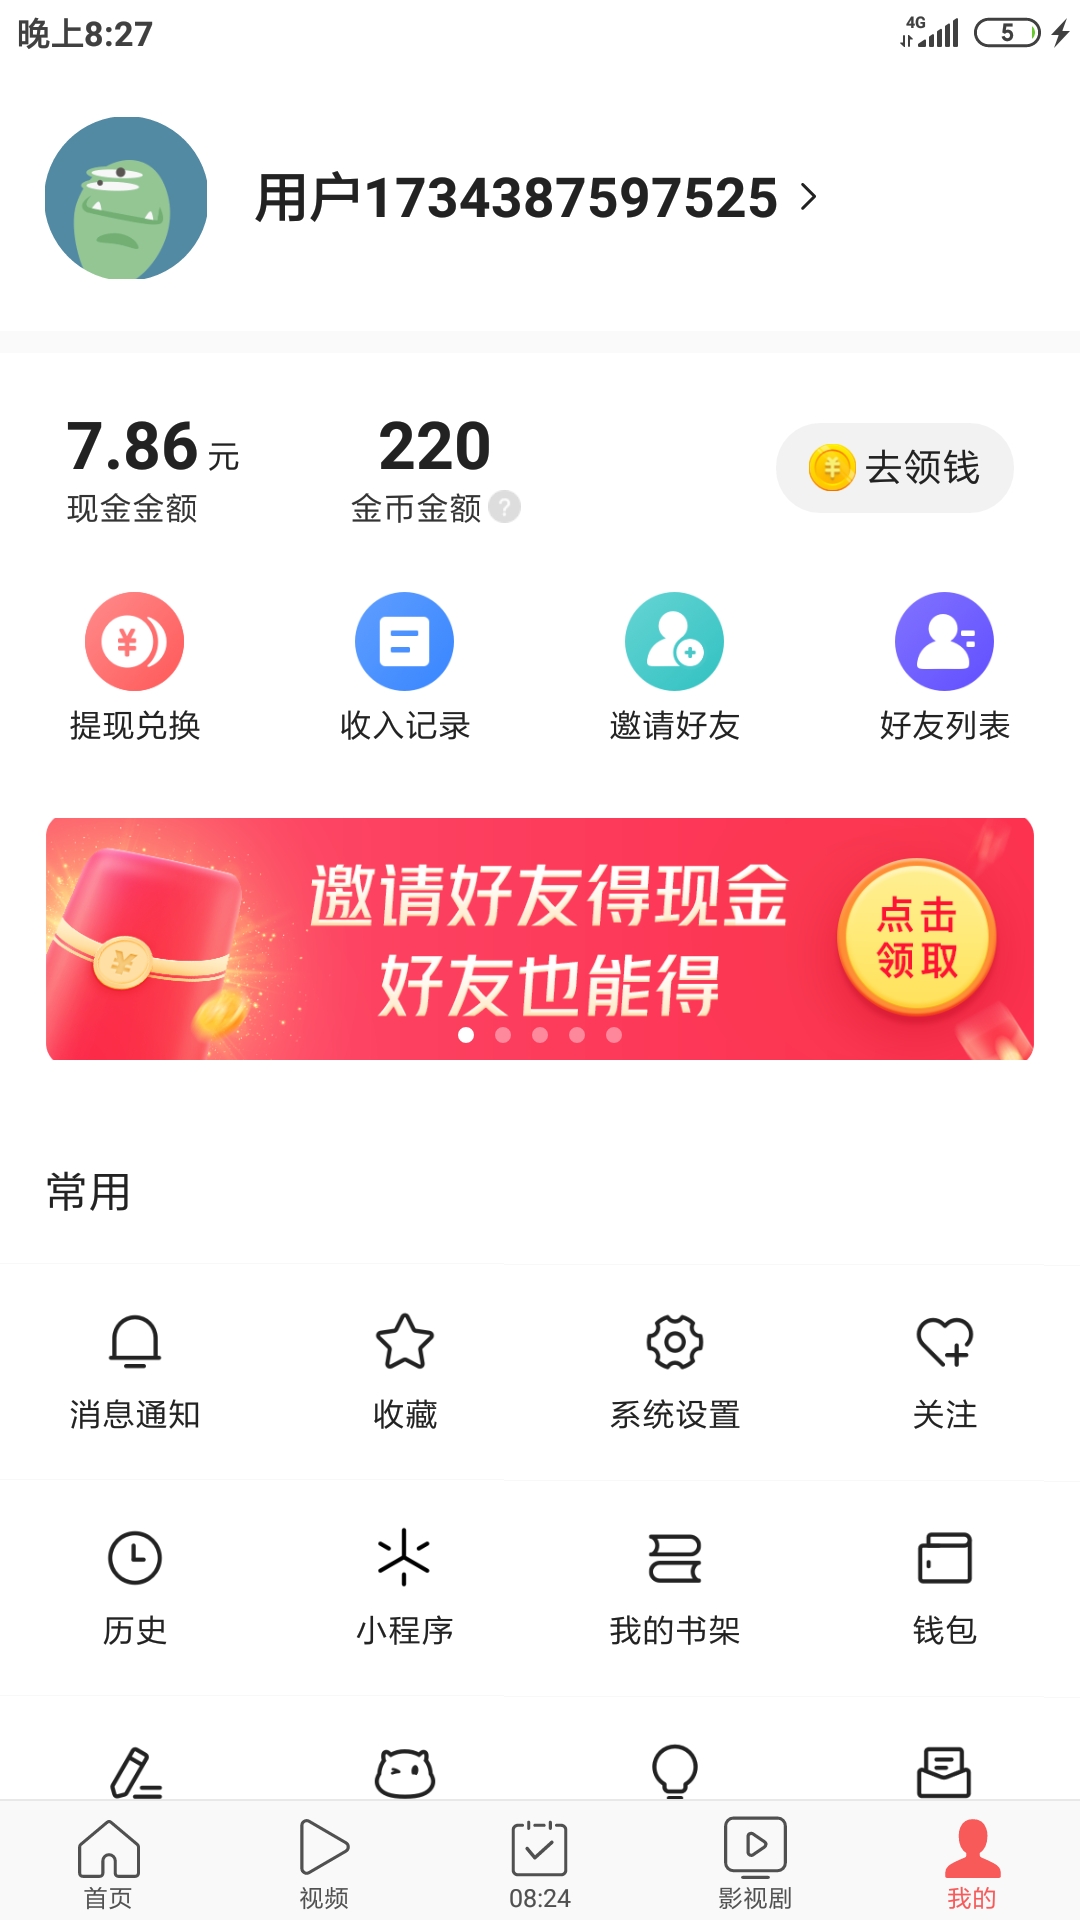 晚上8:27
4G
5
用户1734387597525
7.86 元
220
去领钱
现金金额
金币金额 ?
提现兑换
收入记录
邀请好友
好友列表
邀请好友得现金
好友也能得
点击
领取
常用
消息通知
收藏
系统设置
关注
历史
小程序
我的书架
钱包
首页
视频
08:24
影视剧
我的